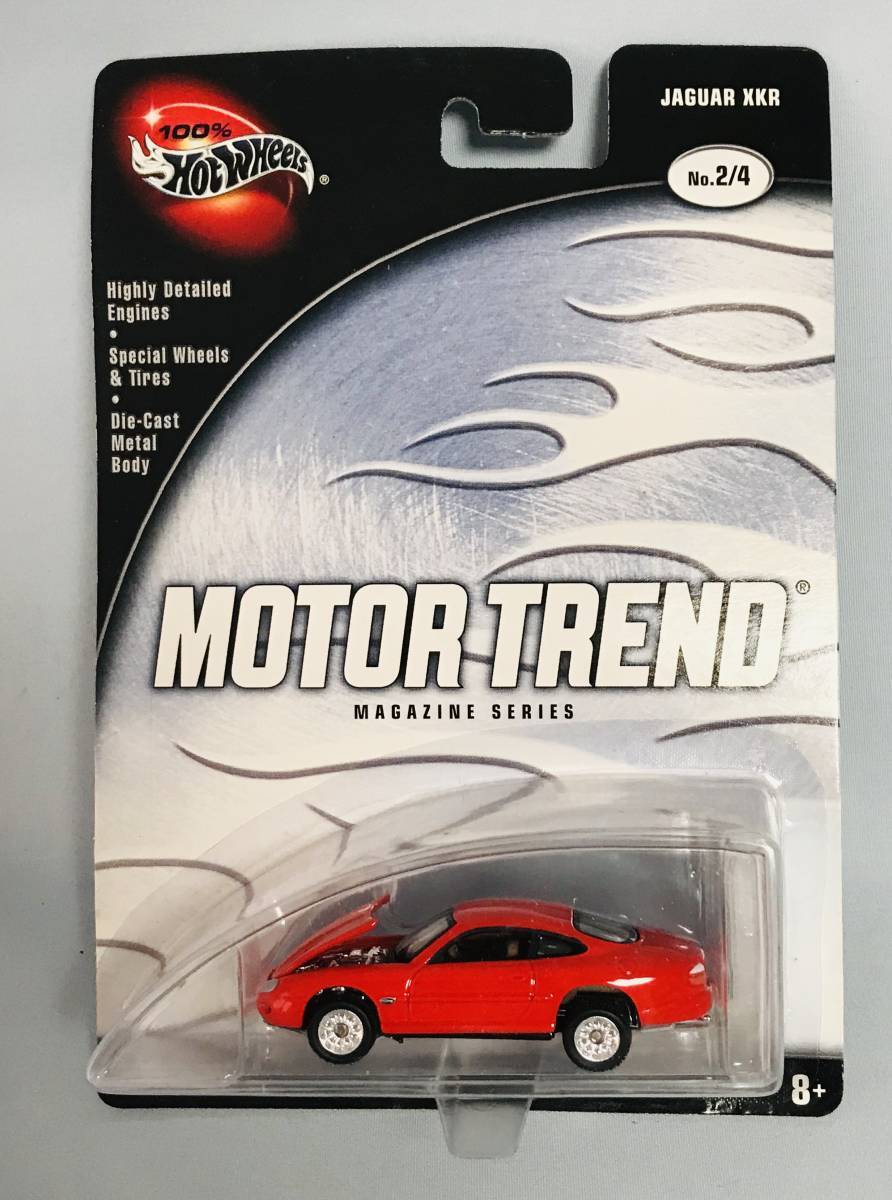 100%
Hot Wheels®
JAGUAR XKR
No.2/4
Highly Detailed
Engines
•
Special Wheels
& Tires
•
Die-Cast
Metal
Body
MOTOR TREND®
MAGAZINE SERIES
8+